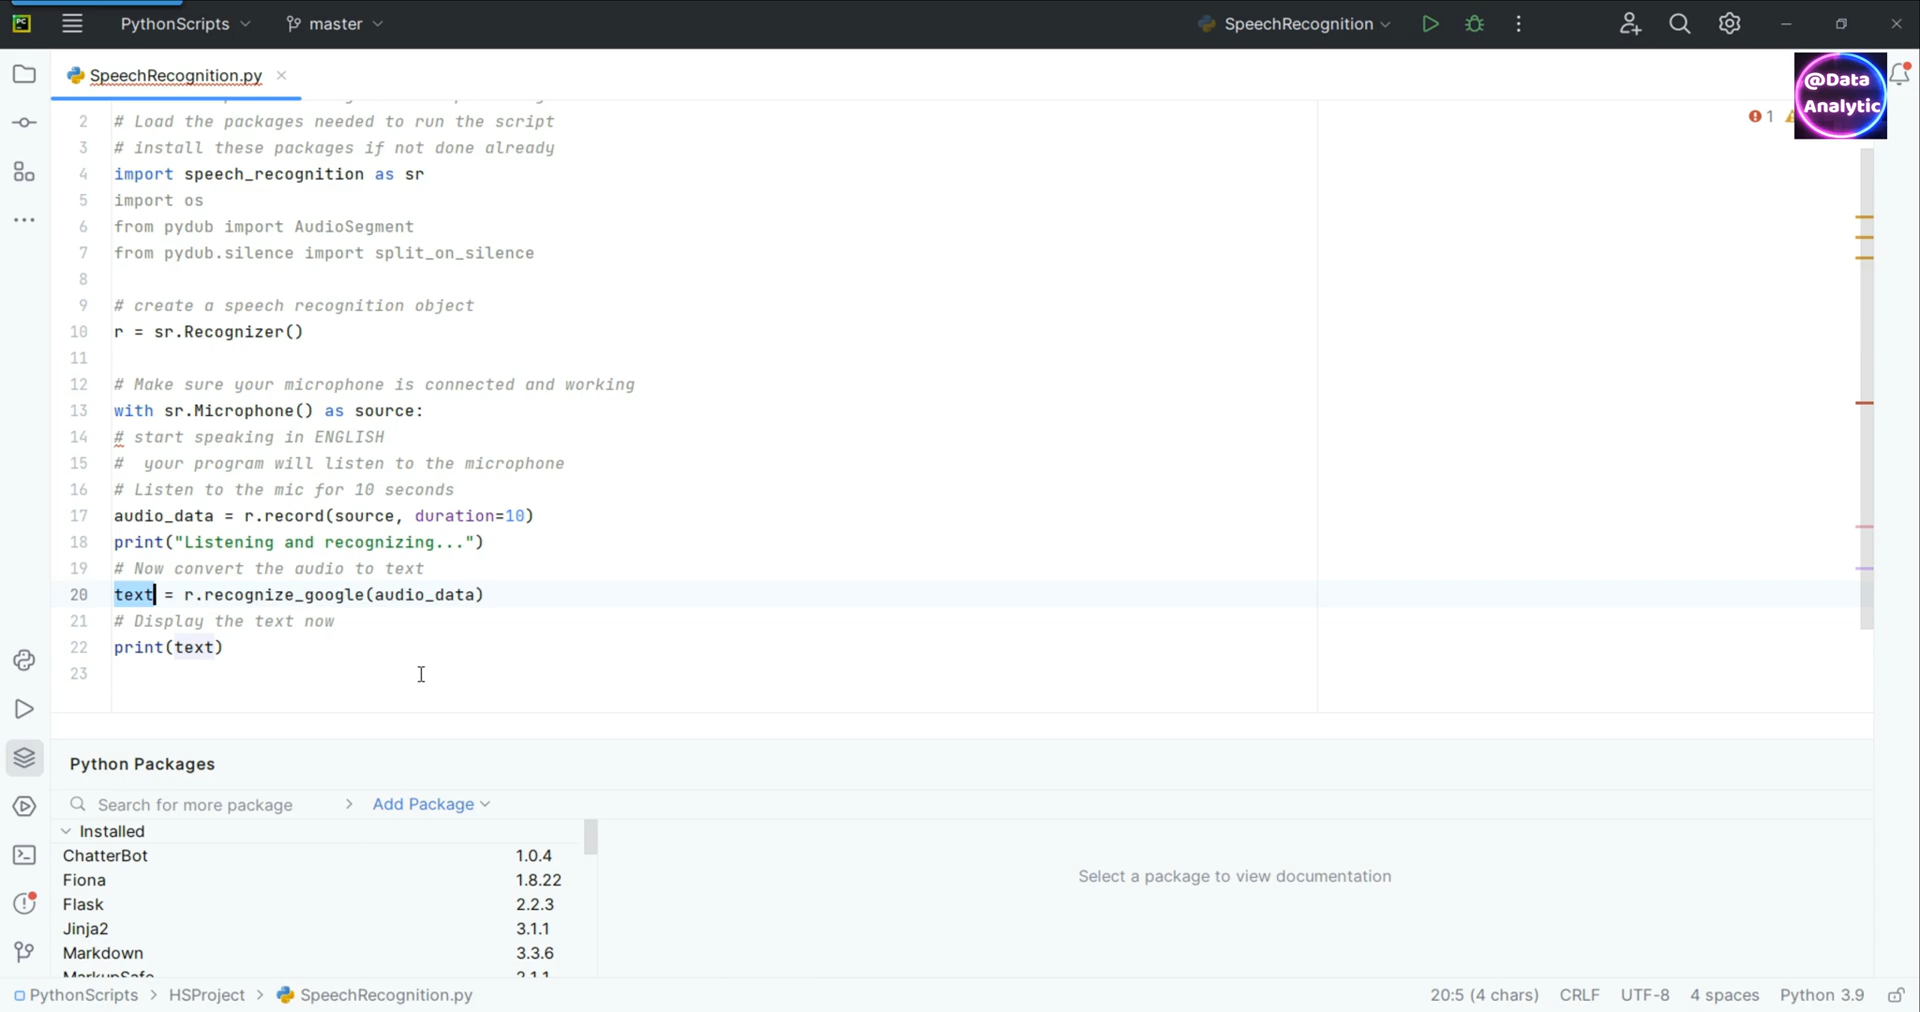 PC
PythonScripts
master
SpeechRecognition
SpeechRecognition.py
@Data
Analytic
1
2 # Load the packages needed to run the script
3 # install these packages if not done already
4 import speech_recognition as sr
5 import os
6 from pydub import AudioSegment
7 from pydub.silence import split_on_silence
8
9 # create a speech recognition object
10 r = sr.Recognizer()
11
12 # Make sure your microphone is connected and working
13 with sr.Microphone() as source:
14 # start speaking in ENGLISH
15 #  your program will listen to the microphone
16 # Listen to the mic for 10 seconds
17 audio_data = r.record(source, duration=10)
18 print("Listening and recognizing...")
19 # Now convert the audio to text
20 text = r.recognize_google(audio_data)
21 # Display the text now
22 print(text)
23
Python Packages
Search for more package
Add Package
Installed
ChatterBot 1.0.4
Fiona 1.8.22
Flask 2.2.3
Jinja2 3.1.1
Markdown 3.3.6
MarkupSafe 2.1.1
Select a package to view documentation
PythonScripts > HSProject > SpeechRecognition.py
20:5 (4 chars) CRLF UTF-8 4 spaces Python 3.9